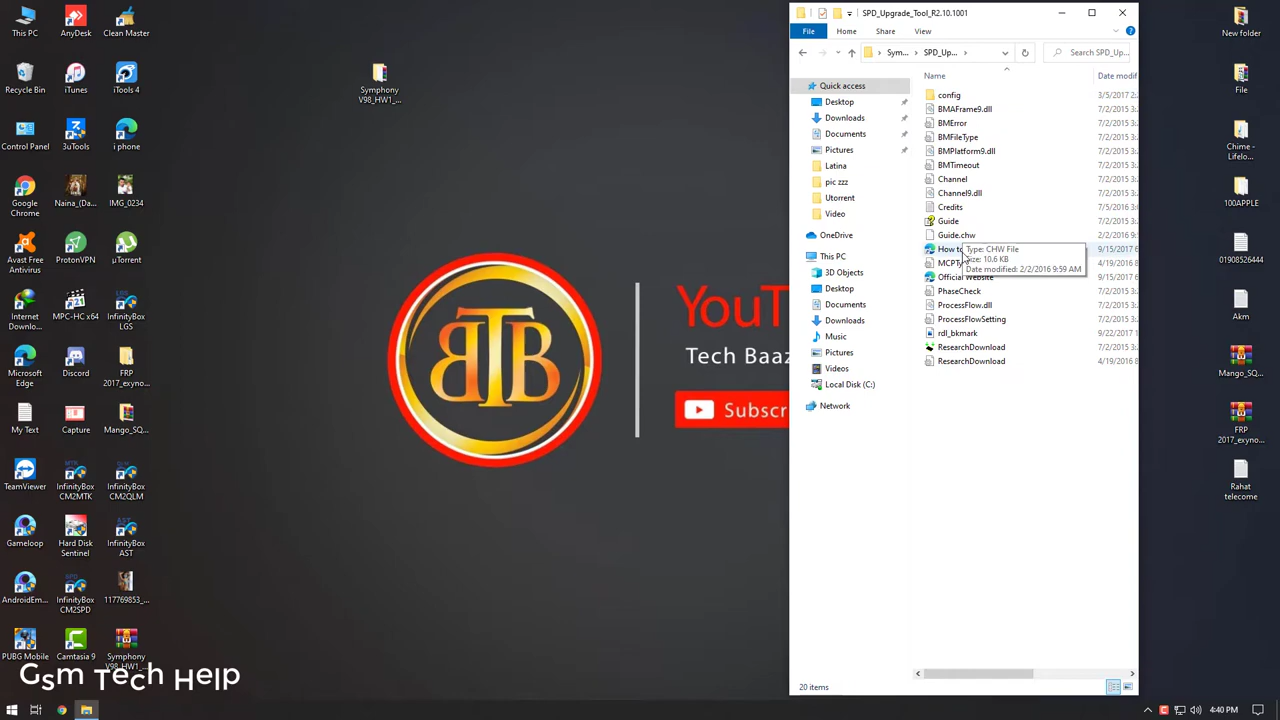 This PC
AnyDesk
Clean Master
Recycle Bin
iTunes
iTools 4
Control Panel
3uTools
i phone
Google Chrome
Naina_(Da...
IMG_0234
Avast Free Antivirus
ProtonVPN
µTorrent
Internet Downlo...
MPC-HC x64
InfinityBox LGS
Microsoft Edge
Discord
FRP 2017_exyno...
My Text
Capture
Mango_SQ...
TeamViewer
InfinityBox CM2MTK
InfinityBox CM2QLM
Gameloop
Hard Disk Sentinel
InfinityBox AST
AndroidEm...
InfinityBox CM2SPD
117769853_...
PUBG Mobile
Camtasia 9
Symphony V98_HW1_...
Gsm Tech Help
Symphony V98_HW1_...
BTB
YouT
Tech Baaz
Subscr
SPD_Upgrade_Tool_R2.10.1001
File
Home
Share
View
Sym...
SPD_Up...
Search SPD_Up...
Quick access
Desktop
Downloads
Documents
Pictures
Latina
pic zzz
Utorrent
Video
OneDrive
This PC
3D Objects
Desktop
Documents
Downloads
Music
Pictures
Videos
Local Disk (C:)
Network
Name
Date modif
config
3/5/2017 2:
BMAFrame9.dll
7/2/2015 3:
BMError
7/2/2015 3:
BMFileType
7/2/2015 3:
BMPlatform9.dll
7/2/2015 3:
BMTimeout
7/2/2015 3:
Channel
7/2/2015 3:
Channel9.dll
7/2/2015 3:
Credits
7/5/2016 3:
Guide
7/2/2015 3:
Guide.chw
2/2/2016 9:
How to
9/15/2017 6
Type: CHW File
Size: 10.6 KB
Date modified: 2/2/2016 9:59 AM
MCPTy
4/19/2016 8
Official Website
9/15/2017 6
PhaseCheck
7/2/2015 3:
ProcessFlow.dll
7/2/2015 3:
ProcessFlowSetting
7/2/2015 3:
rdl_bkmark
9/22/2017 1
ResearchDownload
7/2/2015 3:
ResearchDownload
4/19/2016 8
20 items
New folder
File
Chime - Lifelo...
100APPLE
01908526444
Akm
Mango_SQ...
FRP 2017_exyno...
Rahat telecome
4:40 PM